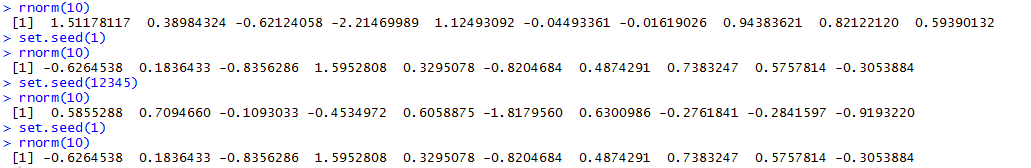 > rnorm(10)
 [1]  1.51178117  0.38984324 -0.62124058 -2.21469989  1.12493092 -0.04493361 -0.01619026  0.94383621  0.82122120  0.59390132
> set.seed(1)
> rnorm(10)
 [1] -0.6264538  0.1836433 -0.8356286  1.5952808  0.3295078 -0.8204684  0.4874291  0.7383247  0.5757814 -0.3053884
> set.seed(12345)
> rnorm(10)
 [1]  0.5855288  0.7094660 -0.1093033 -0.4534972  0.6058875 -1.8179560  0.6300986 -0.2761841 -0.2841597 -0.9193220
> set.seed(1)
> rnorm(10)
 [1] -0.6264538  0.1836433 -0.8356286  1.5952808  0.3295078 -0.8204684  0.4874291  0.7383247  0.5757814 -0.3053884